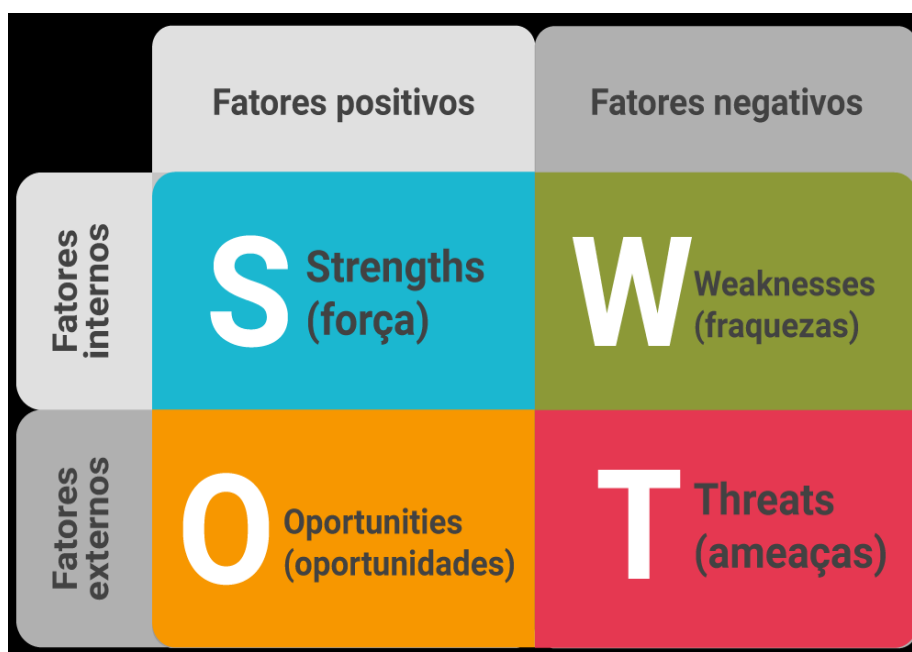 Fatores positivos
Fatores negativos
Fatores
internos
S
Strengths
(força)
W
Weaknesses
(fraquezas)
Fatores
externos
O
Oportunities
(oportunidades)
T
Threats
(ameaças)